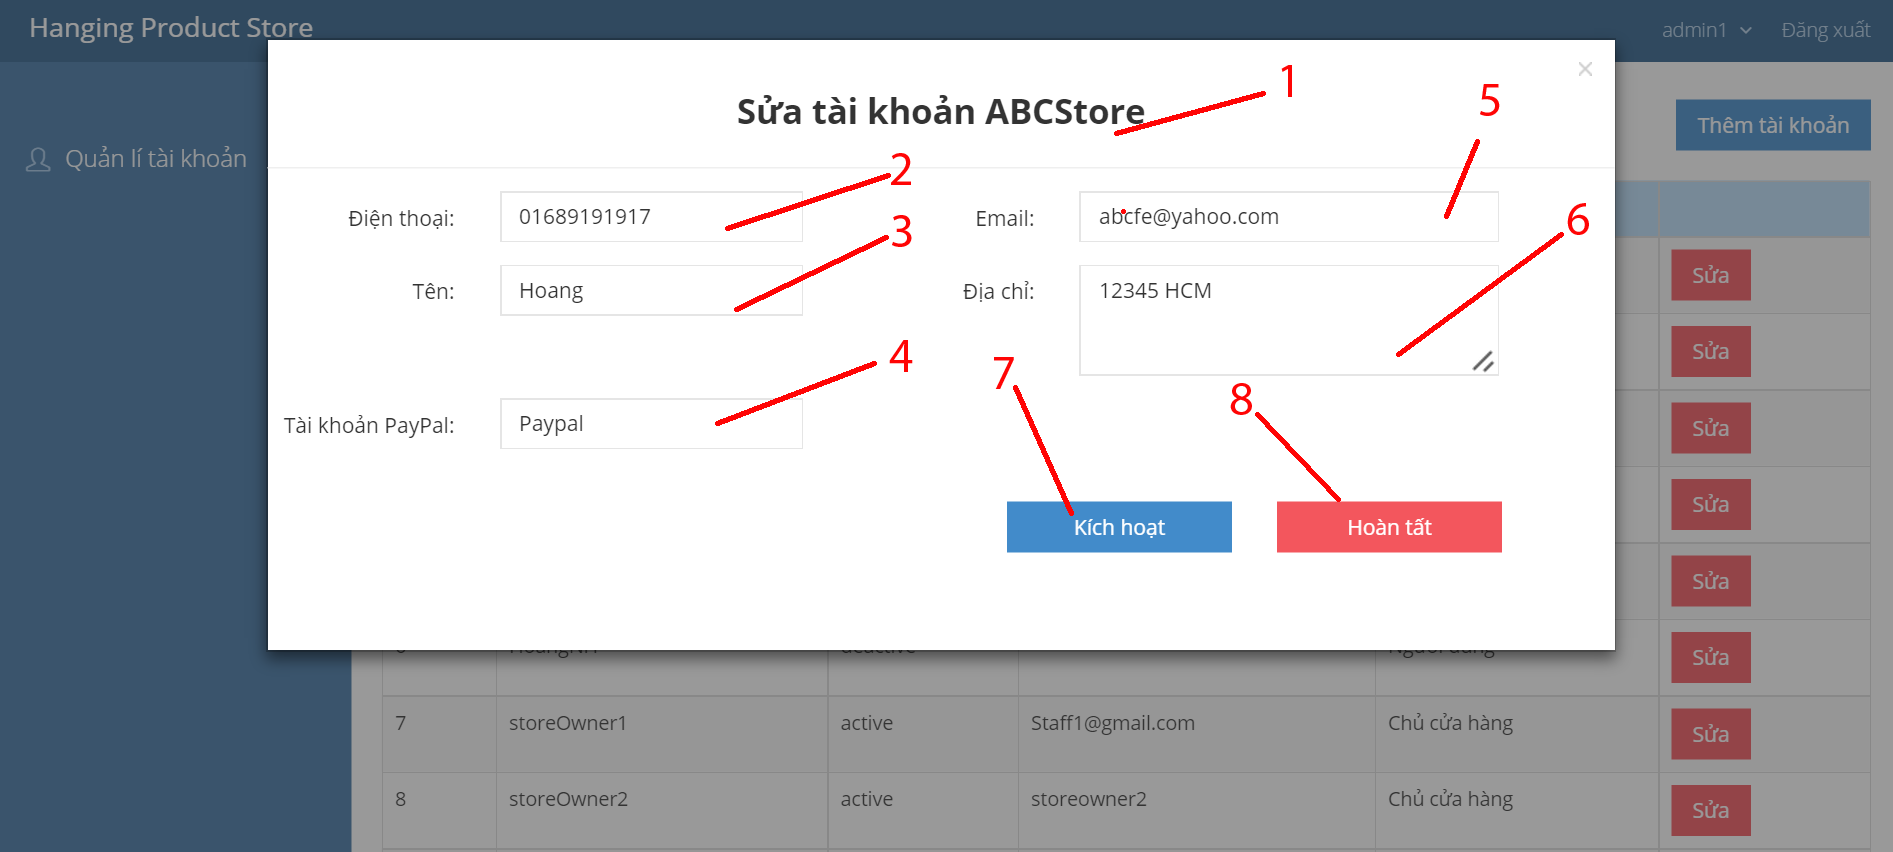 Hanging Product Store
admin1
Đăng xuất
Quản lí tài khoản
Thêm tài khoản
Sửa tài khoản ABCStore
1
2
3
4
5
6
7
8
Điện thoại: 01689191917
Email: abcfe@yahoo.com
Tên: Hoang
Địa chỉ: 12345 HCM
Tài khoản PayPal: Paypal
Kích hoạt
Hoàn tất
Sửa
Sửa
Sửa
Sửa
Sửa
Sửa
7 storeOwner1 active Staff1@gmail.com Chủ cửa hàng Sửa
8 storeOwner2 active storeowner2 Chủ cửa hàng Sửa